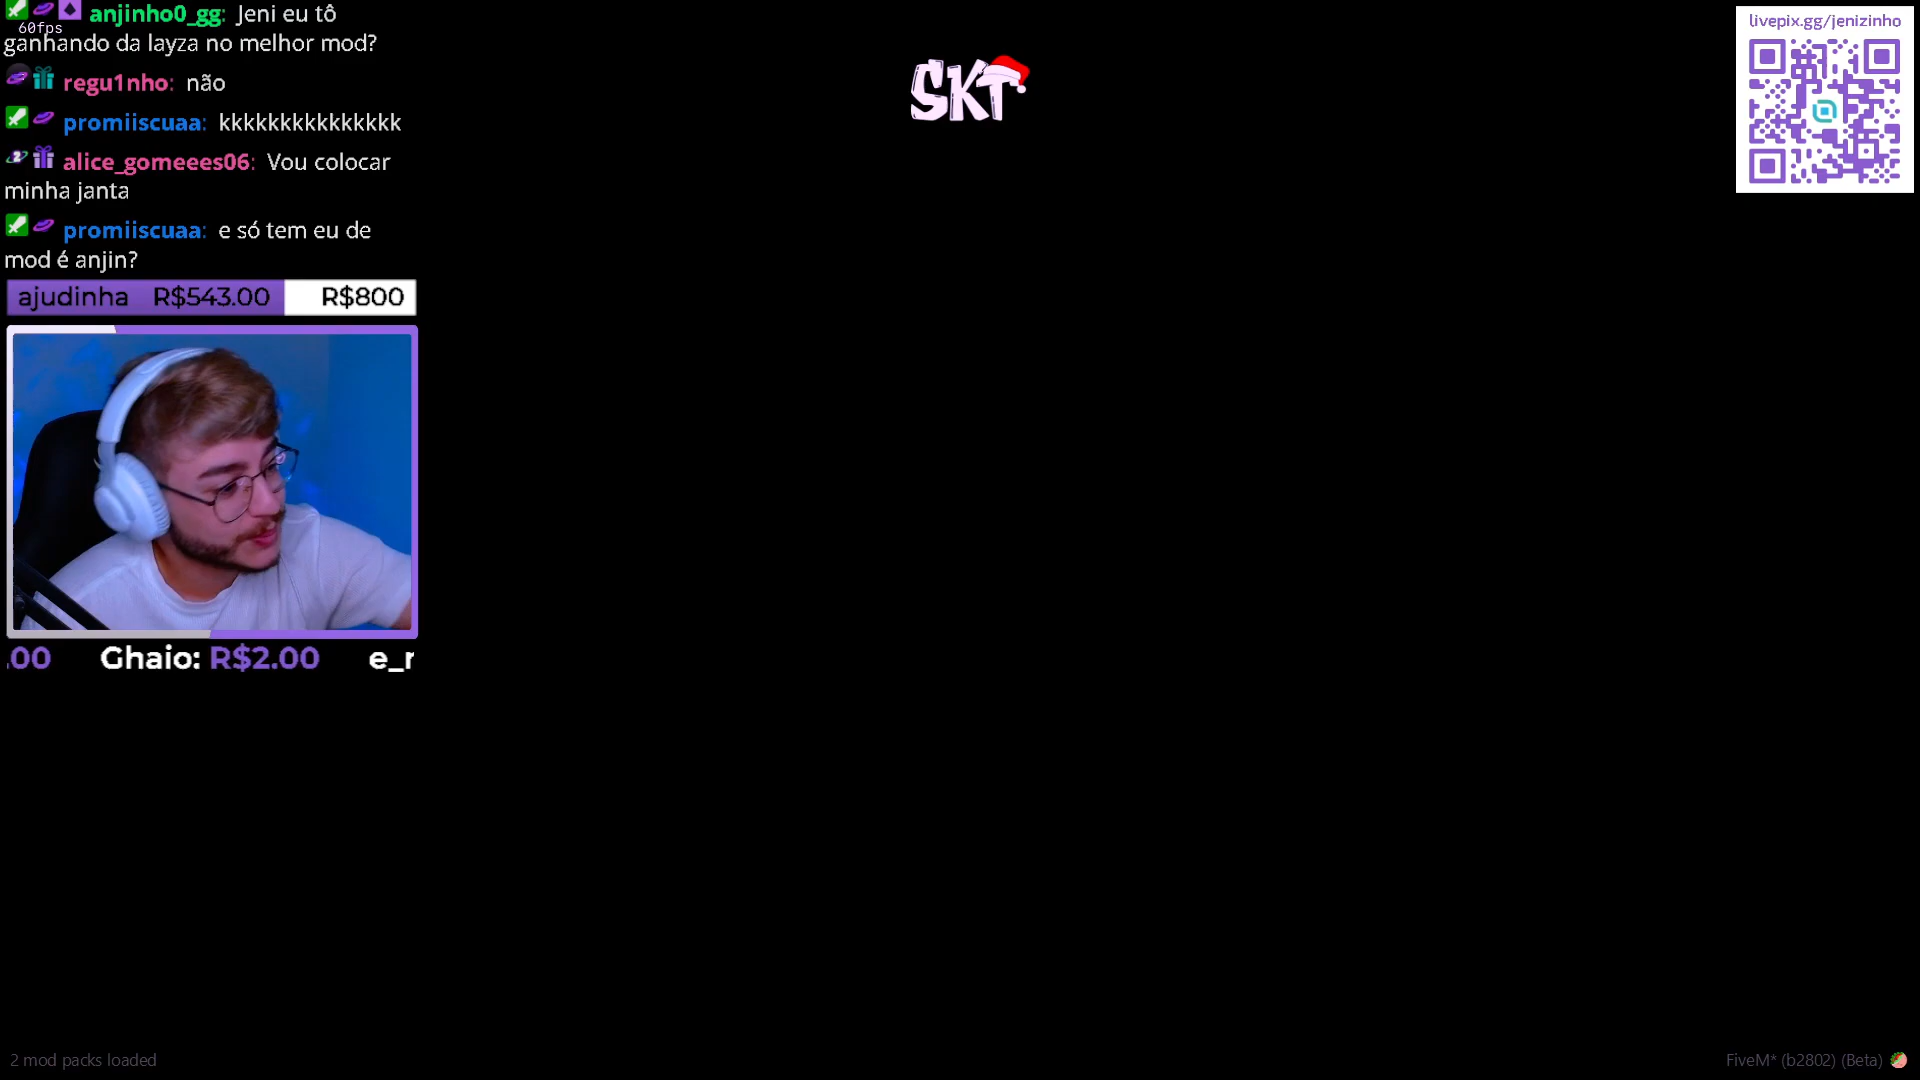 anjinho0_gg: Jeni eu tô
60fps
ganhando da layza no melhor mod?
regu1nho: não
promiiscuaa: kkkkkkkkkkkkkkk
alice_gomeees06: Vou colocar
minha janta
promiiscuaa: e só tem eu de
mod é anjin?
ajudinha R$543.00 R$800
.00 Ghaio: R$2.00 e_r
SKT
livepix.gg/jenizinho
2 mod packs loaded
FiveM* (b2802) (Beta)